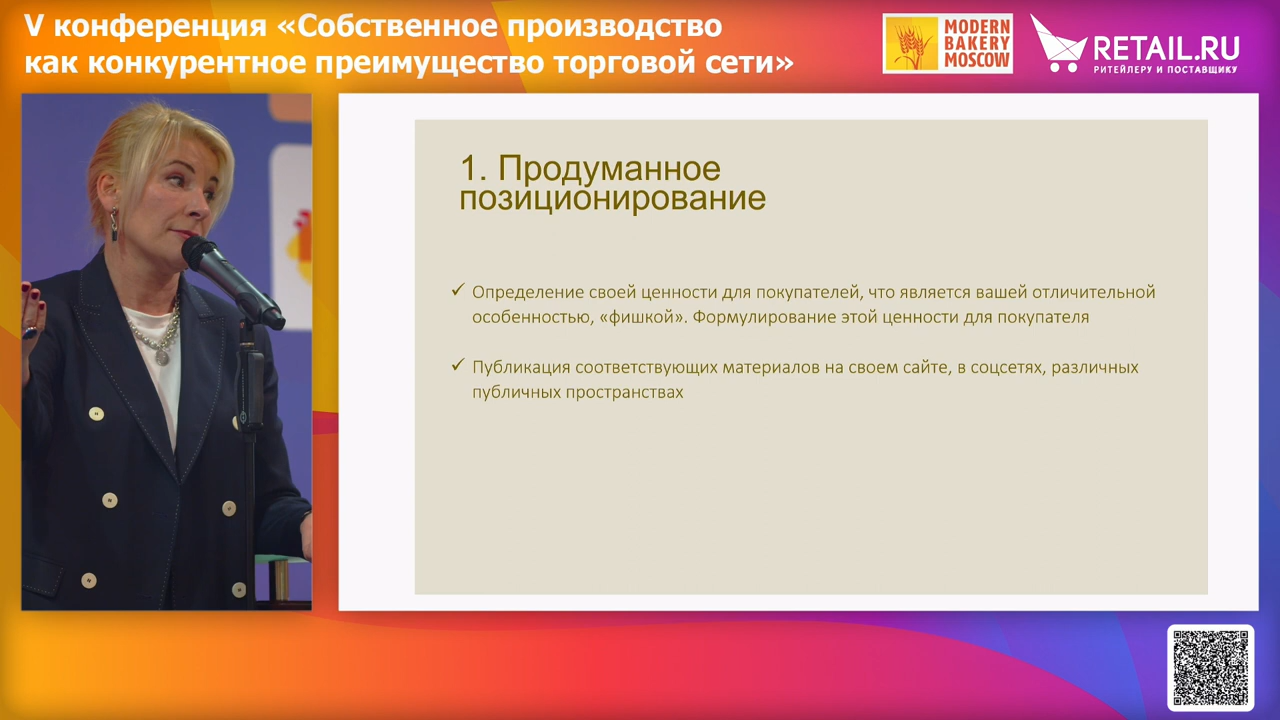 V конференция «Собственное производство
как конкурентное преимущество торговой сети»
MODERN
BAKERY
MOSCOW
RETAIL.RU
РИТЕЙЛЕРУ И ПОСТАВЩИКУ
1. Продуманное
позиционирование
✓ Определение своей ценности для покупателей, что является вашей отличительной
особенностью, «фишкой». Формулирование этой ценности для покупателя
✓ Публикация соответствующих материалов на своем сайте, в соцсетях, различных
публичных пространствах